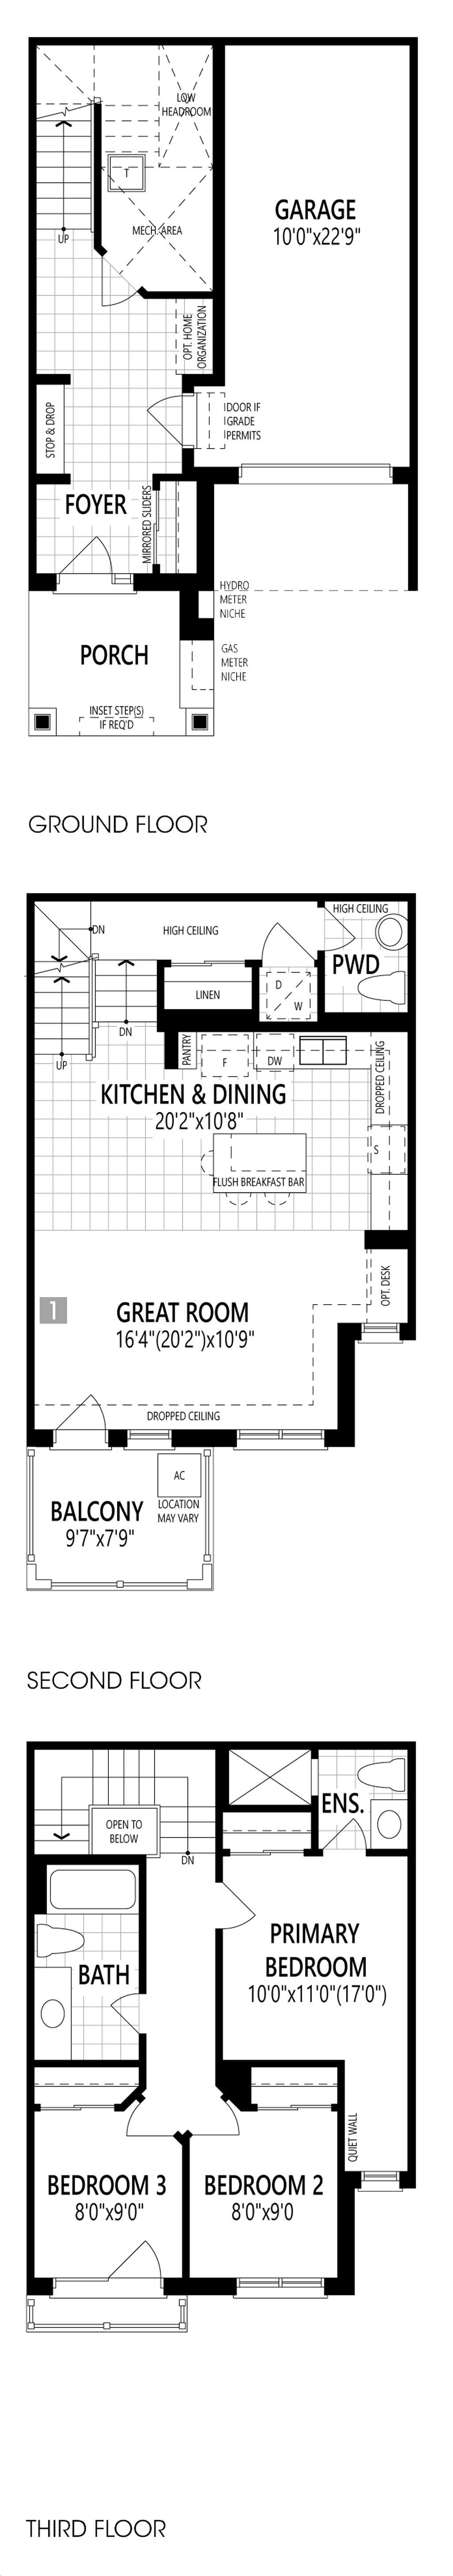 LOW
HEADROOM
T
MECH. AREA
UP
GARAGE
10'0"x22'9"
OPT. HOME
ORGANIZATION
STOP & DROP
DOOR IF
GRADE
PERMITS
FOYER
MIRRORED SLIDERS
HYDRO
METER
NICHE
PORCH
GAS
METER
NICHE
INSET STEP(S)
IF REQ'D
GROUND FLOOR
HIGH CEILING
DN
HIGH CEILING
PWD
LINEN
D
W
DN
UP
PANTRY
F
DW
DROPPED CEILING
KITCHEN & DINING
20'2"x10'8"
S
FLUSH BREAKFAST BAR
OPT. DESK
1
GREAT ROOM
16'4"(20'2")x10'9"
DROPPED CEILING
AC
LOCATION
MAY VARY
BALCONY
9'7"x7'9"
SECOND FLOOR
ENS.
OPEN TO
BELOW
DN
PRIMARY
BEDROOM
10'0"x11'0"(17'0")
BATH
QUIET WALL
BEDROOM 3
8'0"x9'0"
BEDROOM 2
8'0"x9'0
THIRD FLOOR